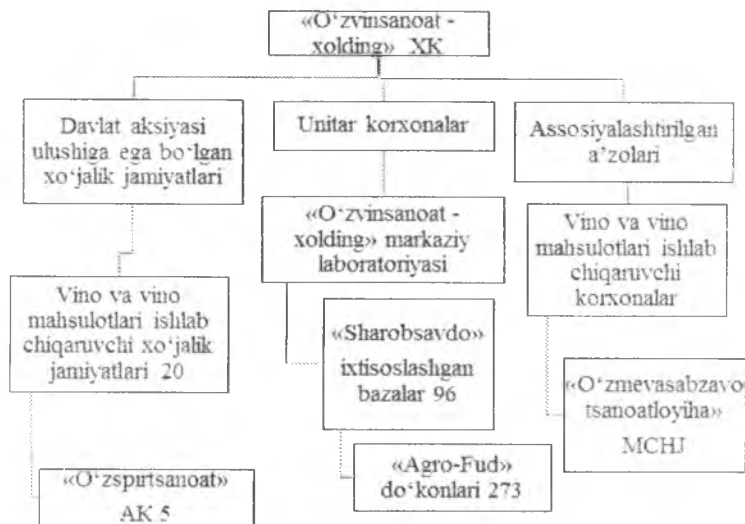 «O‘zvinsanoat -
xolding» XK
Davlat aksiyasi
ulushiga ega bo‘lgan
xo‘jalik jamiyatlari
Unitar korxonalar
Assosiyalashtirilgan
a’zolari
«O‘zvinsanoat -
xolding» markaziy
laboratoriyasi
Vino va vino
mahsulotlari ishlab
chiqaruvchi
korxonalar
Vino va vino
mahsulotlari ishlab
chiqaruvchi xo‘jalik
jamiyatlari 20
«Sharobsavdo»
ixtisoslashgan
bazalar 96
«O‘zmevasabzavo
tsanoatloyiha»
MCHJ
«O‘zspirtsanoat»
AK 5
«Agro-Fud»
do‘konlari 273